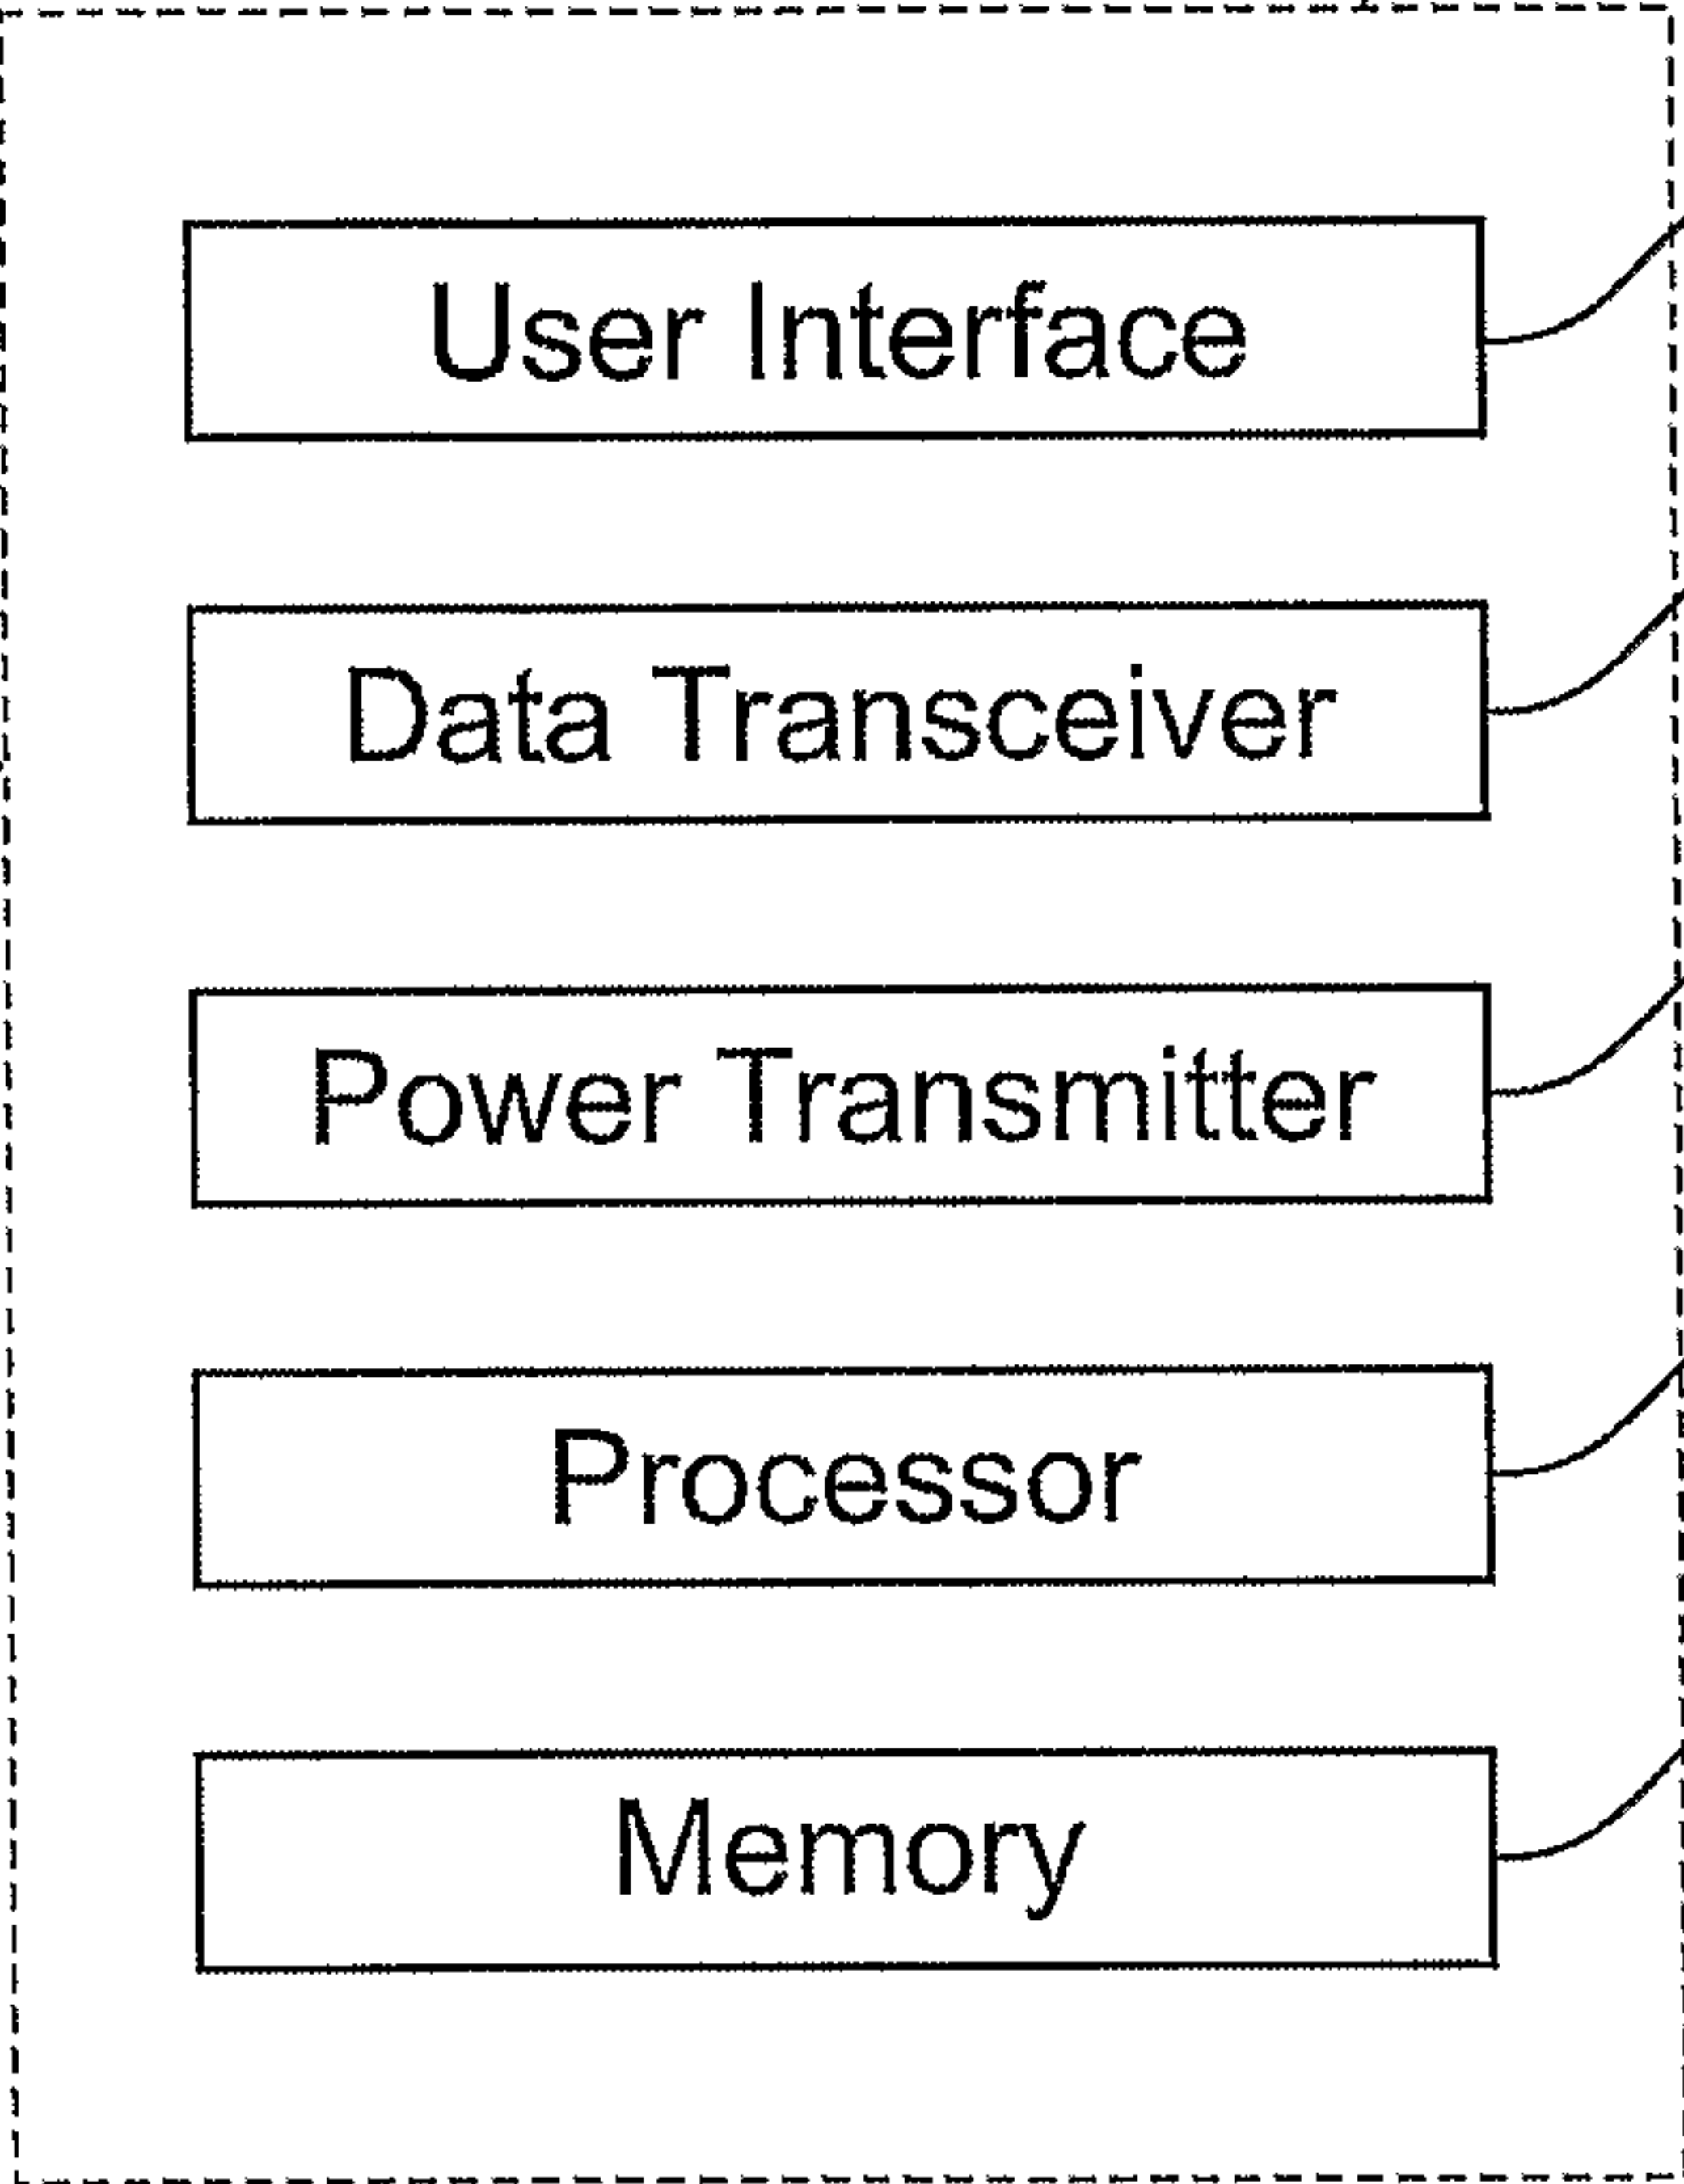 User Interface
Data Transceiver
Power Transmitter
Processor
Memory